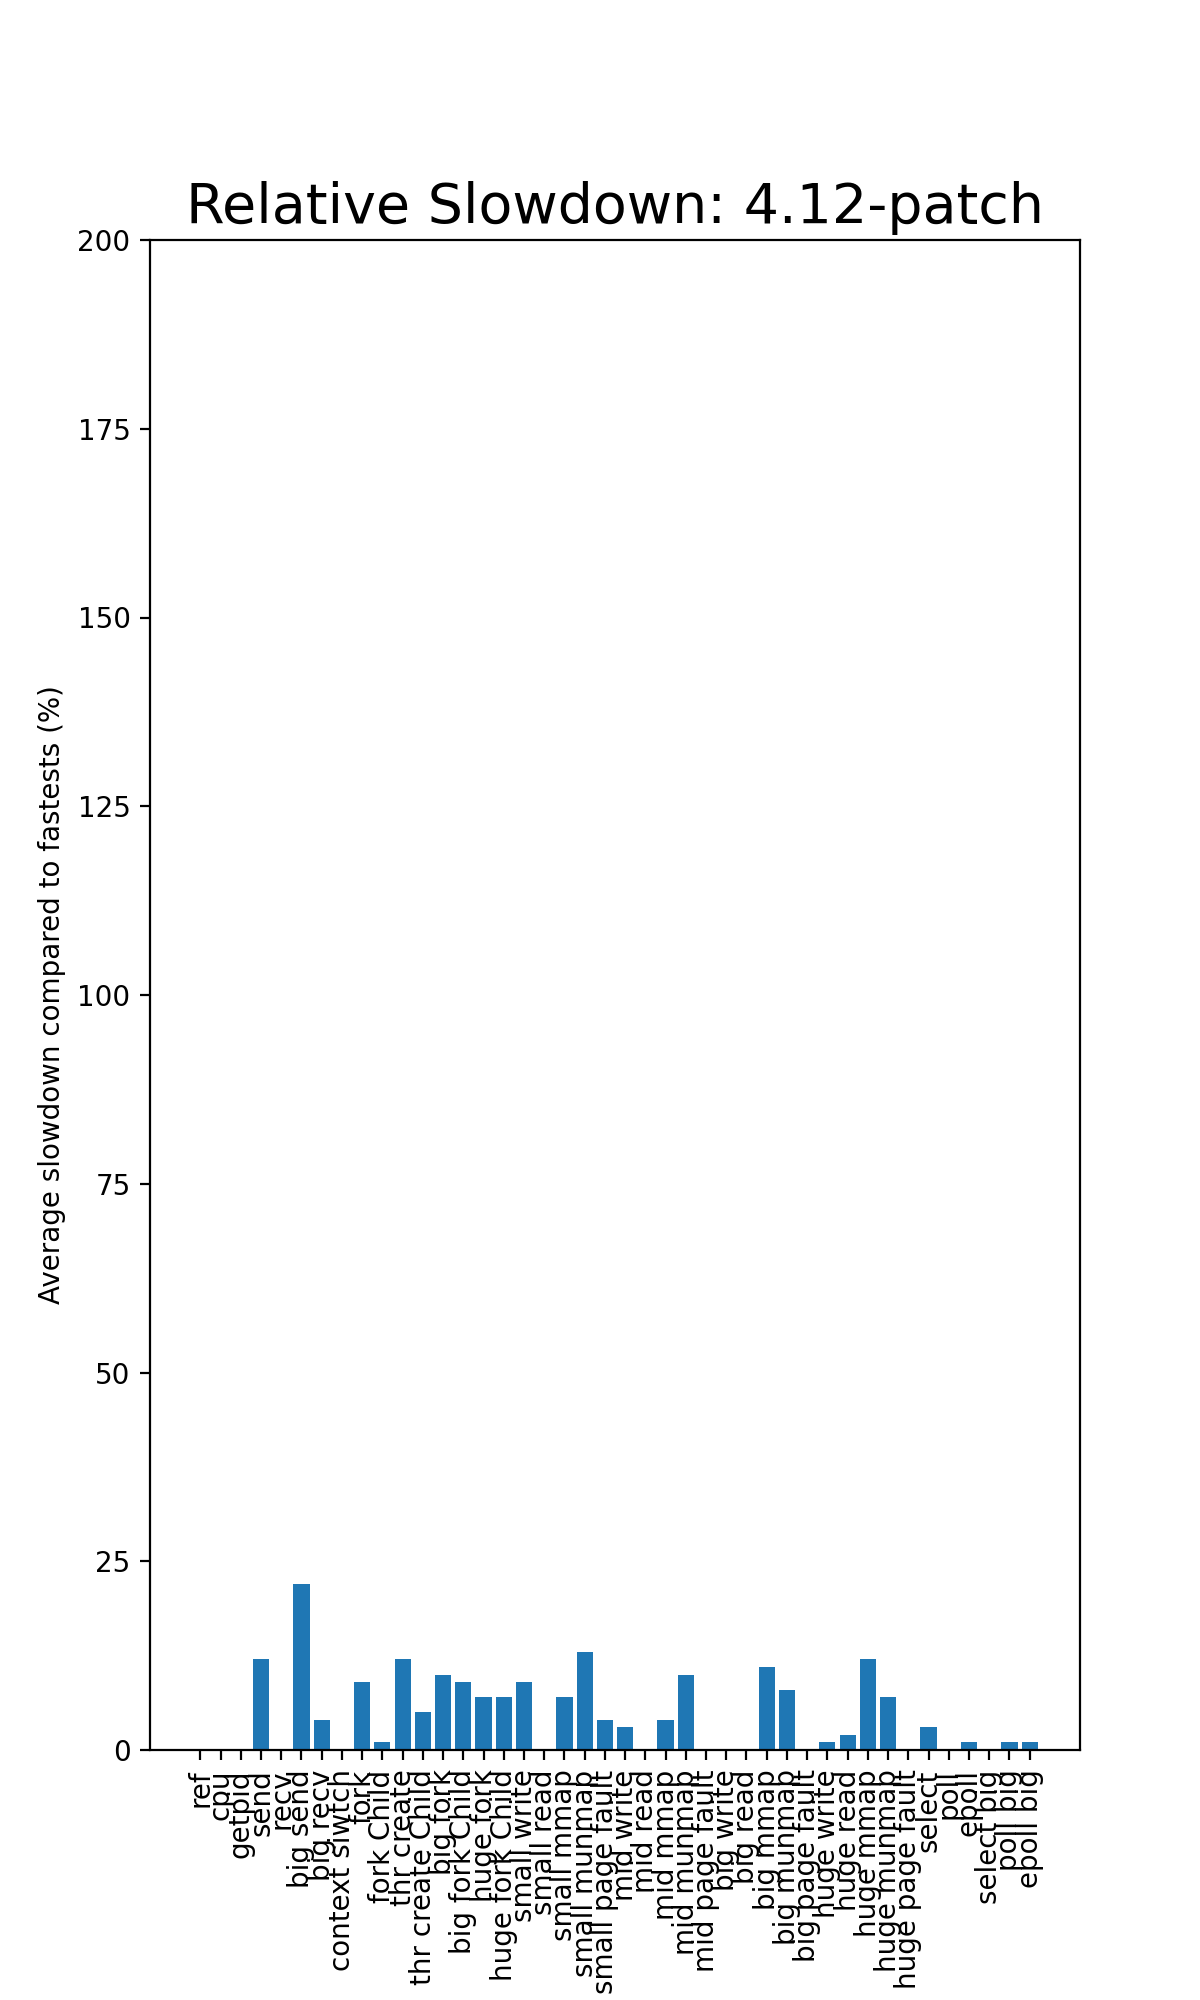 Relative Slowdown: 4.12-patch
Average slowdown compared to fastests (%)
200
175
150
125
100
75
50
25
0
ref
cpu
getpid
send
recv
big send
big recv
context siwtch
fork
fork Child
thr create
thr create Child
big fork
big fork Child
huge fork
huge fork Child
small write
small read
small mmap
small munmap
small page fault
mid write
mid read
mid mmap
mid munmap
mid page fault
big write
big read
big mmap
big munmap
big page fault
huge write
huge read
huge mmap
huge munmap
huge page fault
select
poll
epoll
select big
poll big
epoll big